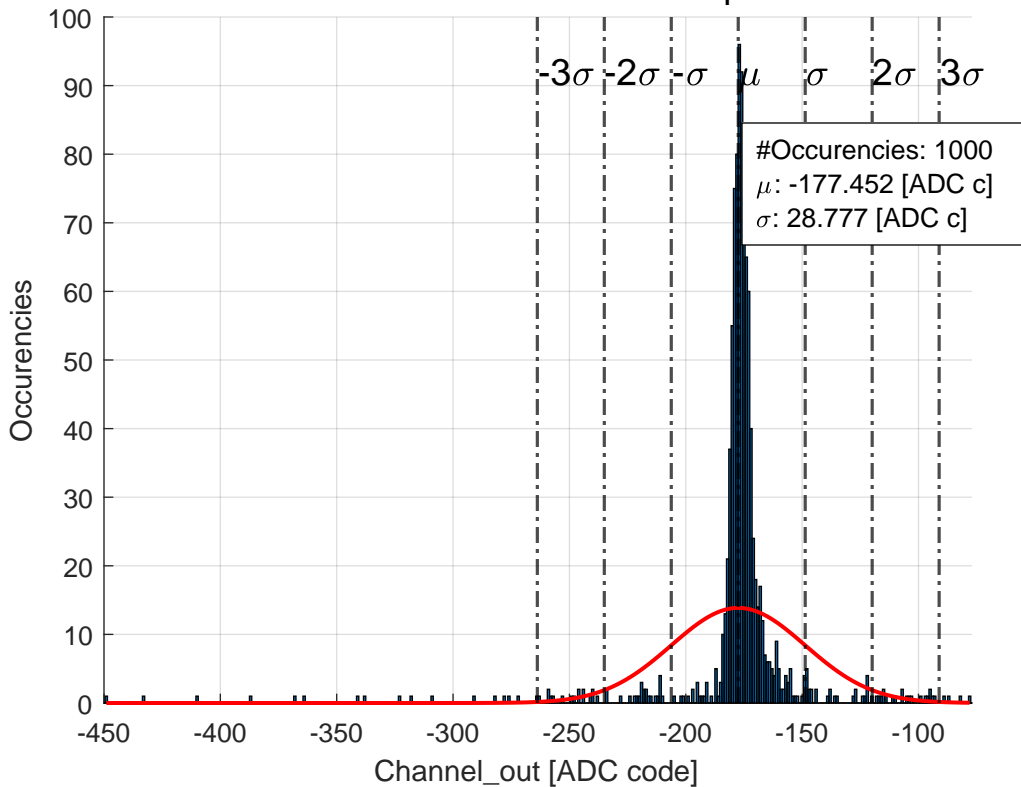 100
90
80
70
60
50
40
30
20
10
0
-3σ -2σ -σ μ σ 2σ 3σ
#Occurencies: 1000
μ: -177.452 [ADC c]
σ: 28.777 [ADC c]
Occurencies
-450 -400 -350 -300 -250 -200 -150 -100
Channel_out [ADC code]